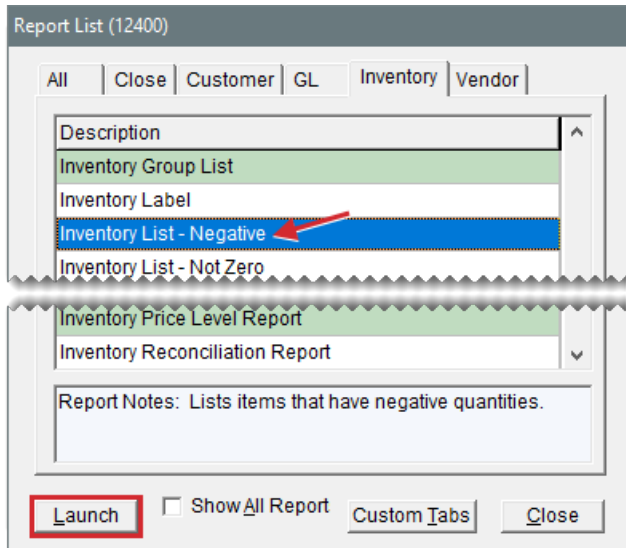 Report List (12400)
All Close Customer GL Inventory Vendor
Description
Inventory Group List
Inventory Label
Inventory List - Negative
Inventory List - Not Zero
Inventory Price Level Report
Inventory Reconciliation Report
Report Notes: Lists items that have negative quantities.
Launch Show All Report Custom Tabs Close